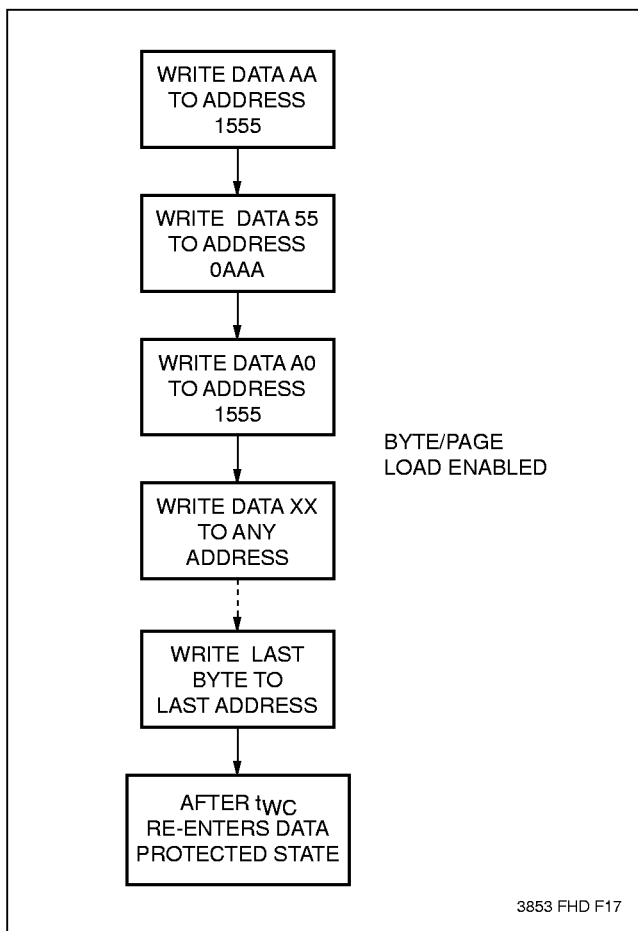 WRITE DATA AA
TO ADDRESS
1555
WRITE DATA 55
TO ADDRESS
0AAA
WRITE DATA A0
TO ADDRESS
1555
BYTE/PAGE
LOAD ENABLED
WRITE DATA XX
TO ANY
ADDRESS
WRITE LAST
BYTE TO
LAST ADDRESS
AFTER tWC
RE-ENTERS DATA
PROTECTED STATE
3853 FHD F17